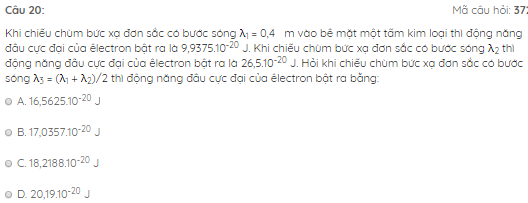 Câu 20: Mã câu hỏi: 37
Khi chiếu chùm bức xạ đơn sắc có bước sóng λ₁ = 0,4 m vào bề mặt một tấm kim loại thì động năng
đầu cực đại của êlectron bật ra là 9,9375.10⁻²⁰ J. Khi chiếu chùm bức xạ đơn sắc có bước sóng λ₂ thì
động năng đầu cực đại của êlectron bật ra là 26,5.10⁻²⁰ J. Hỏi khi chiếu chùm bức xạ đơn sắc có bước
sóng λ₃ = (λ₁ + λ₂)/2 thì động năng đầu cực đại của êlectron bật ra bằng:
A. 16,5625.10⁻²⁰ J
B. 17,0357.10⁻²⁰ J
C. 18,2188.10⁻²⁰ J
D. 20,19.10⁻²⁰ J